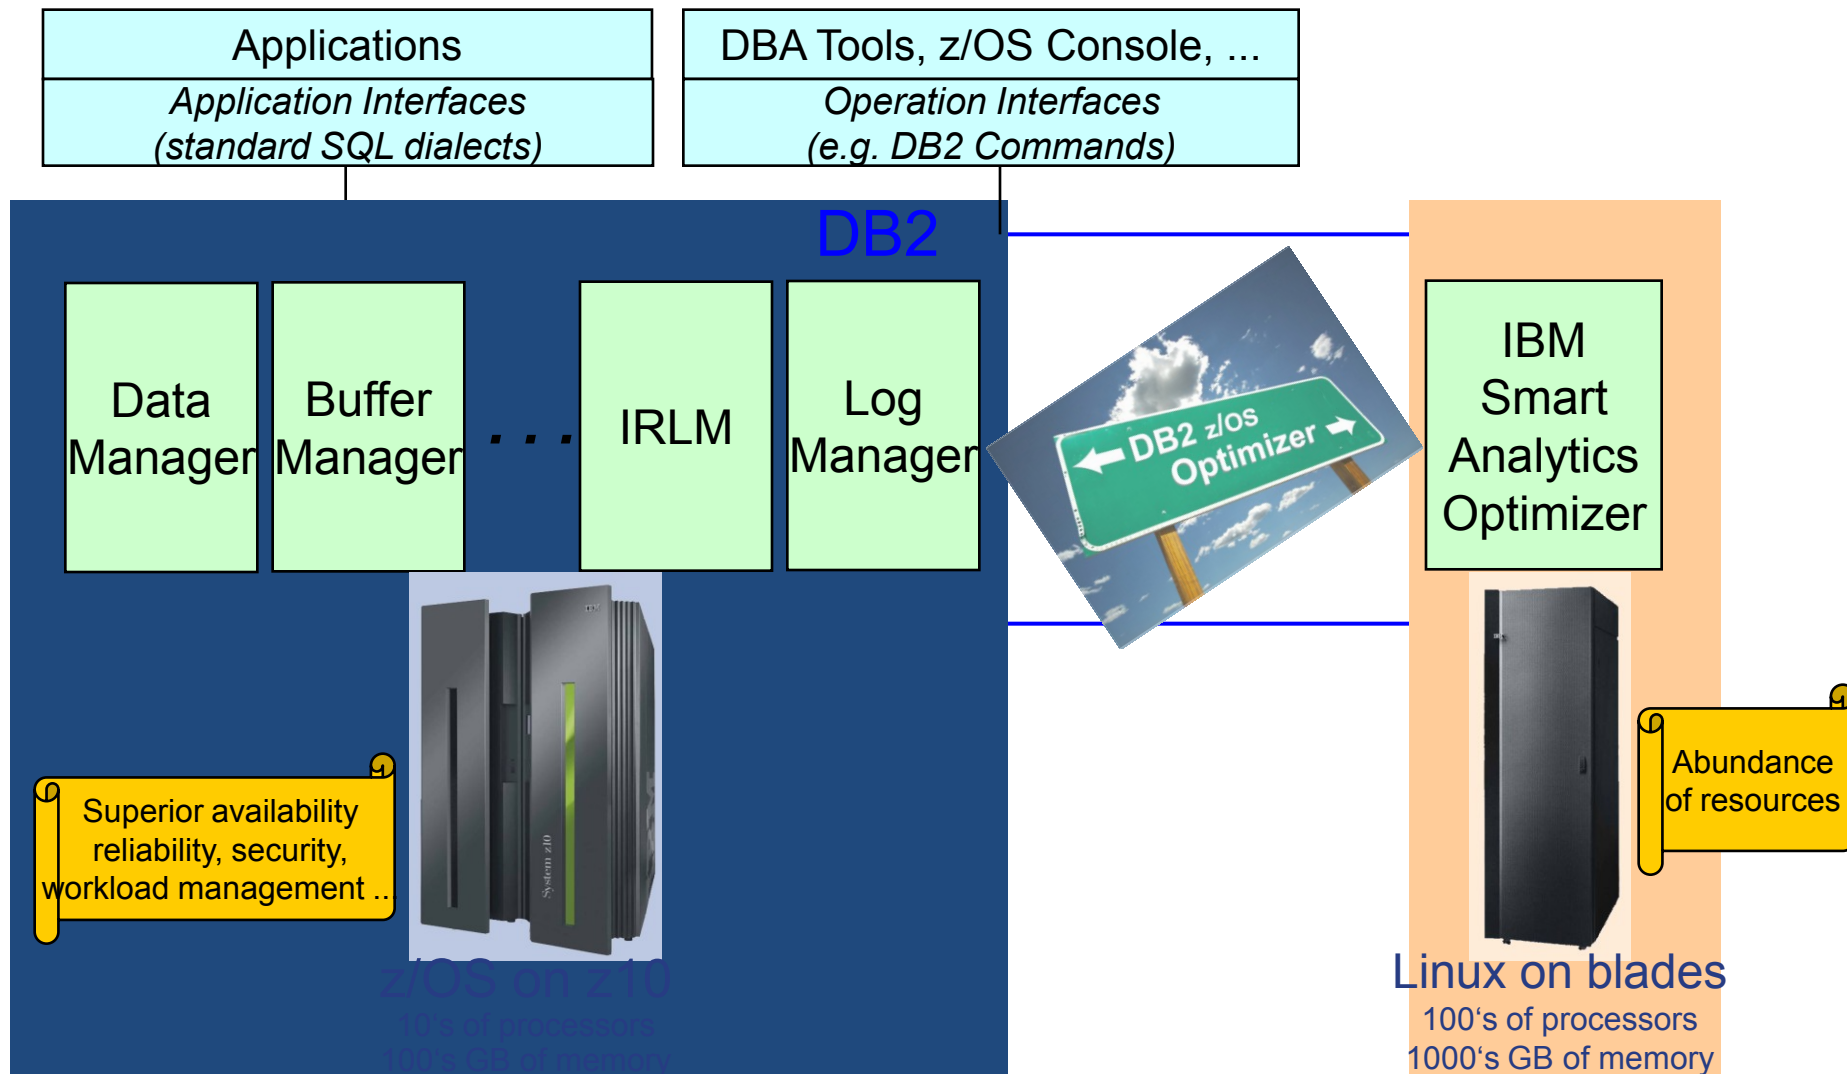 Applications
Application Interfaces
(standard SQL dialects)
DBA Tools, z/OS Console, ...
Operation Interfaces
(e.g. DB2 Commands)
DB2
Data
Manager
Buffer
Manager
...
IRLM
Log
Manager
DB2 z/OS
Optimizer
IBM
Smart
Analytics
Optimizer
System z10
Superior availability
reliability, security,
workload management ...
Abundance
of resources
z/OS on z10
10‘s of processors
100‘s GB of memory
Linux on blades
100‘s of processors
1000‘s GB of memory